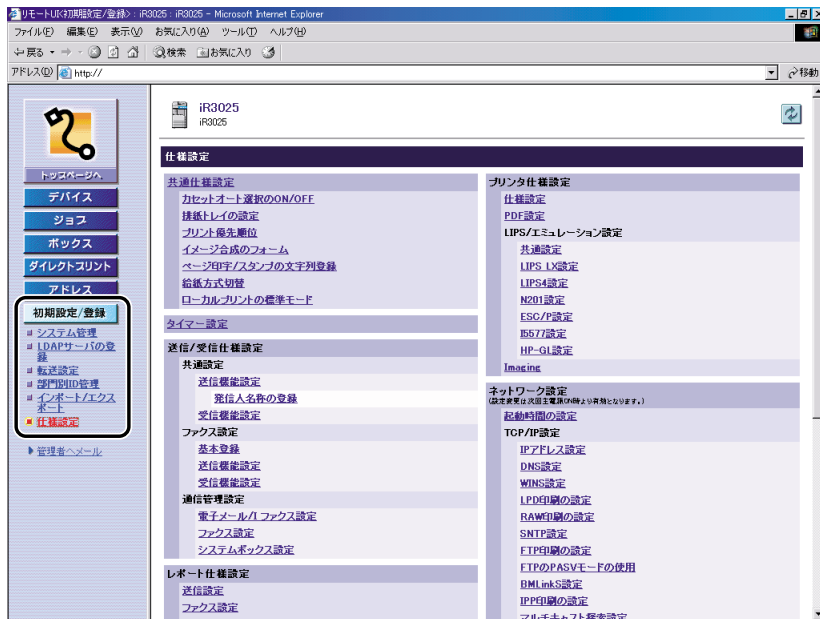 リモートUI<初期設定/登録> : iR3025 : iR3025 - Microsoft Internet Explorer
ファイル(F) 編集(E) 表示(V) お気に入り(A) ツール(T) ヘルプ(H)
戻る 検索 お気に入り
アドレス(D) http:// 移動
トップページへ
デバイス
ジョブ
ボックス
ダイレクトプリント
アドレス
初期設定/登録
システム管理
LDAPサーバの登
録
転送設定
部門別ID管理
インポート/エクス
ポート
仕様設定
管理者へメール
iR3025
iR3025
仕様設定
共通仕様設定
カセットオート選択のON/OFF
排紙トレイの設定
プリント優先順位
イメージ合成のフォーム
ページ印字/スタンプの文字列登録
給紙方式切替
ローカルプリントの標準モード
タイマー設定
送信/受信仕様設定
共通設定
送信機能設定
発信人名称の登録
受信機能設定
ファクス設定
基本登録
送信機能設定
受信機能設定
通信管理設定
電子メール/I ファクス設定
ファクス設定
システムボックス設定
レポート仕様設定
送信設定
ファクス設定
プリンタ仕様設定
仕様設定
PDF設定
LIPS/エミュレーション設定
共通設定
LIPS LX設定
LIPS4設定
N201設定
ESC/P設定
I5577設定
HP-GL設定
Imaging
ネットワーク設定
(設定変更は次回主電源ON時より有効となります。)
起動時間の設定
TCP/IP設定
IPアドレス設定
DNS設定
WINS設定
LPD印刷の設定
RAW印刷の設定
SNTP設定
FTP印刷の設定
FTPのPASVモードの使用
BMLinkS設定
IPP印刷の設定
マルチキャスト探索設定